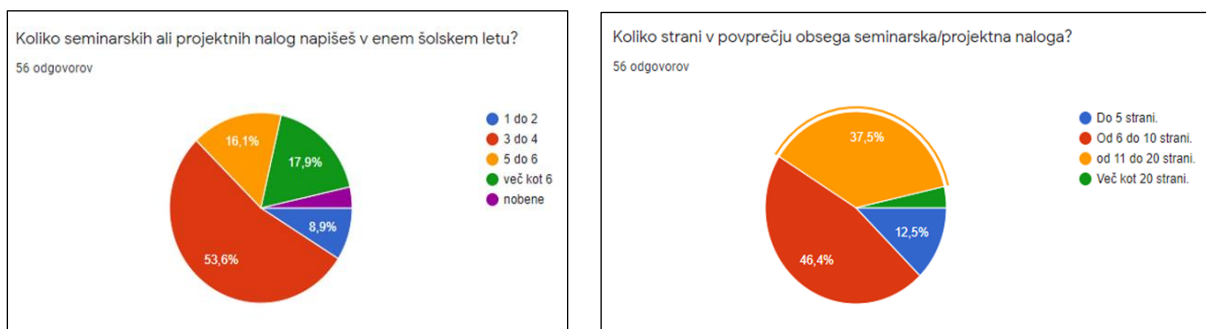 Koliko seminarskih ali projektnih nalog napišeš v enem šolskem letu?
56 odgovorov
1 do 2
3 do 4
5 do 6
več kot 6
nobene
16,1%
17,9%
8,9%
53,6%
Koliko strani v povprečju obsega seminarska/projektna naloga?
56 odgovorov
Do 5 strani.
Od 6 do 10 strani.
od 11 do 20 strani.
Več kot 20 strani.
37,5%
12,5%
46,4%